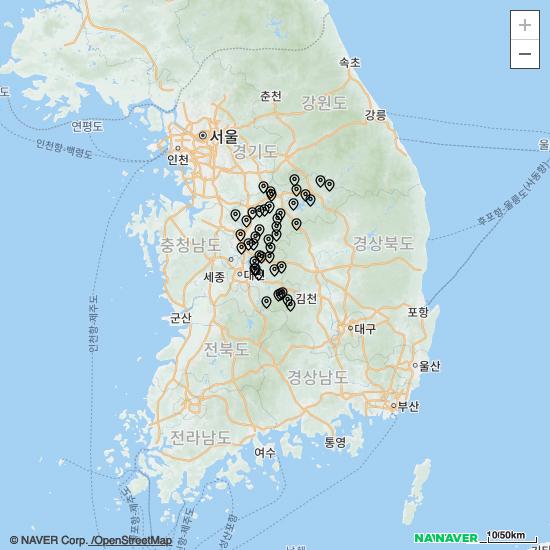 +
−
속초
춘천
강원도
강릉
도
연평도
서울
울
인천
경기도
인천항-백령도
후포항-울릉도(사동항)
충청남도
경상북도
세종
대전
인천항-제주도
김천
군산
포항
대구
전북도
경상남도
울산
부산
전라남도
통영
여수
© NAVER Corp. /OpenStreetMap
NAVER
10/50km